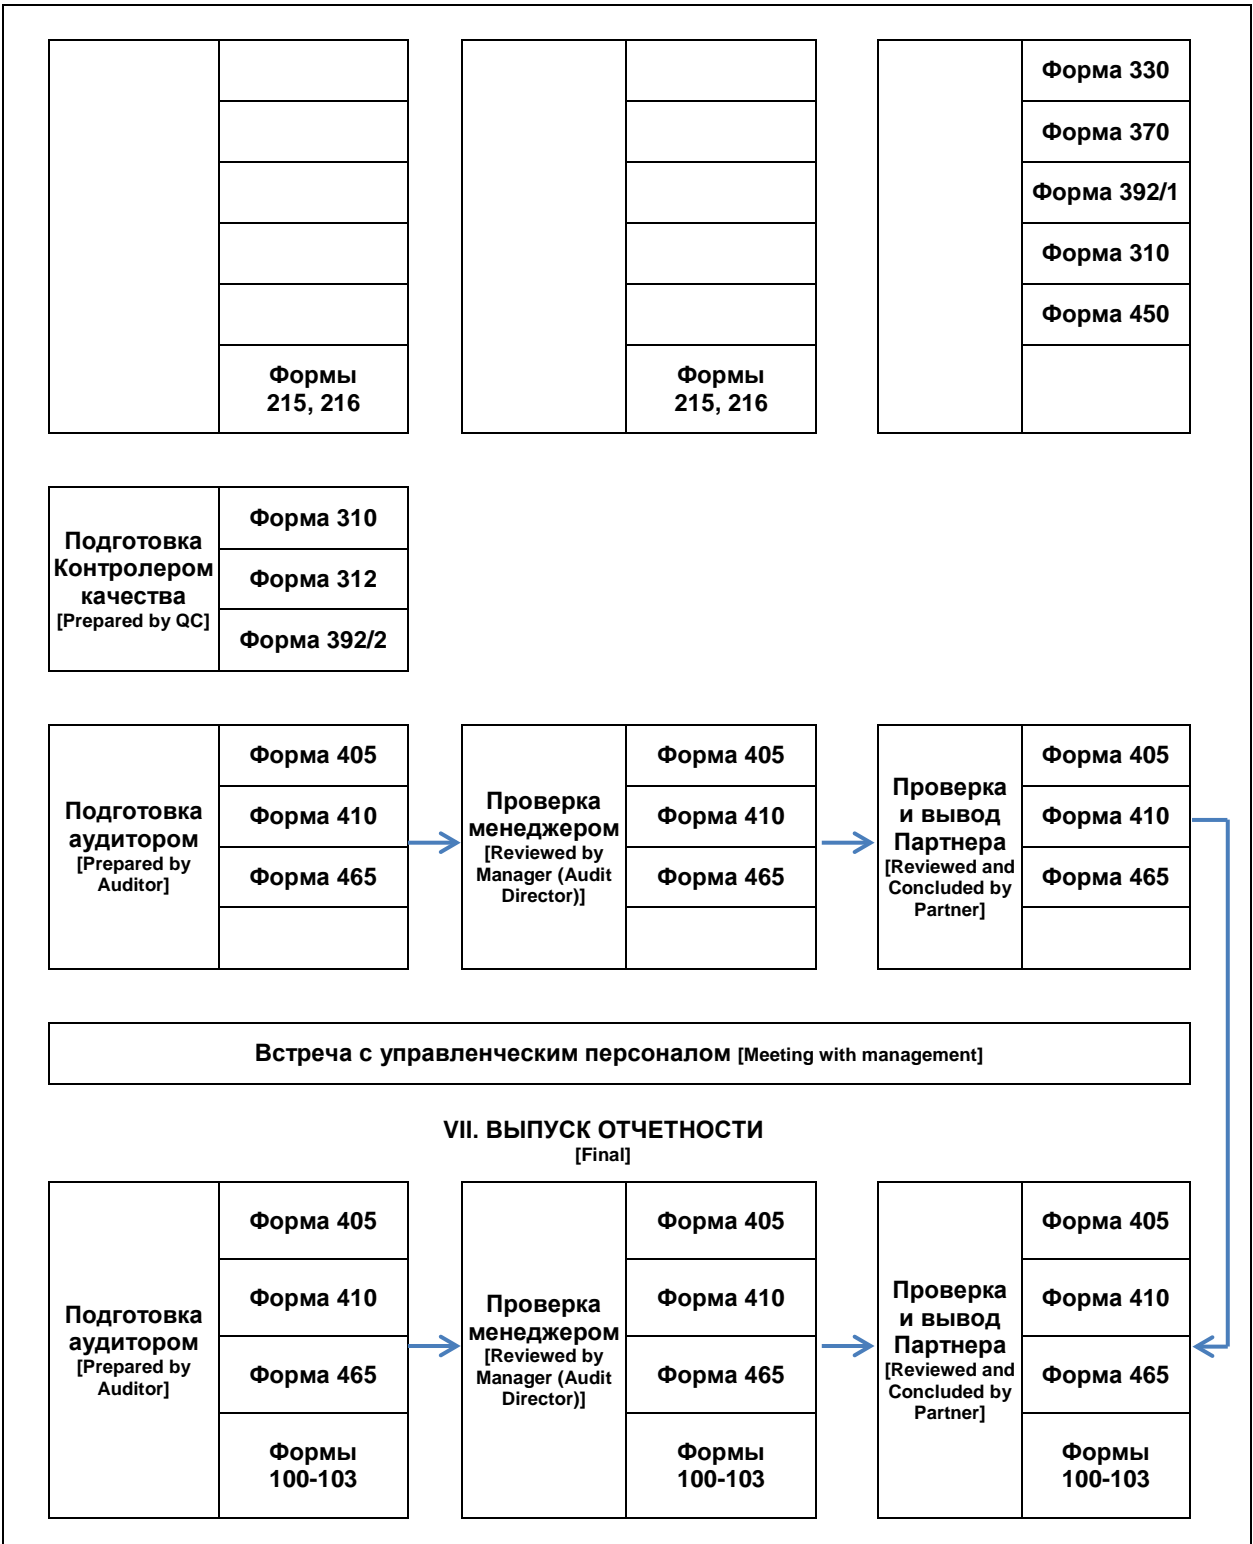 Форма 330
Форма 370
Форма 392/1
Форма 310
Форма 450
Формы
215, 216
Формы
215, 216
Подготовка
Контролером
качества
[Prepared by QC]
Форма 310
Форма 312
Форма 392/2
Подготовка
аудитором
[Prepared by
Auditor]
Форма 405
Форма 410
Форма 465
Проверка
менеджером
[Reviewed by
Manager (Audit
Director)]
Форма 405
Форма 410
Форма 465
Проверка
и вывод
Партнера
[Reviewed and
Concluded by
Partner]
Форма 405
Форма 410
Форма 465
Встреча с управленческим персоналом [Meeting with management]
VII. ВЫПУСК ОТЧЕТНОСТИ
[Final]
Подготовка
аудитором
[Prepared by
Auditor]
Форма 405
Форма 410
Форма 465
Формы
100-103
Проверка
менеджером
[Reviewed by
Manager (Audit
Director)]
Форма 405
Форма 410
Форма 465
Формы
100-103
Проверка
и вывод
Партнера
[Reviewed and
Concluded by
Partner]
Форма 405
Форма 410
Форма 465
Формы
100-103